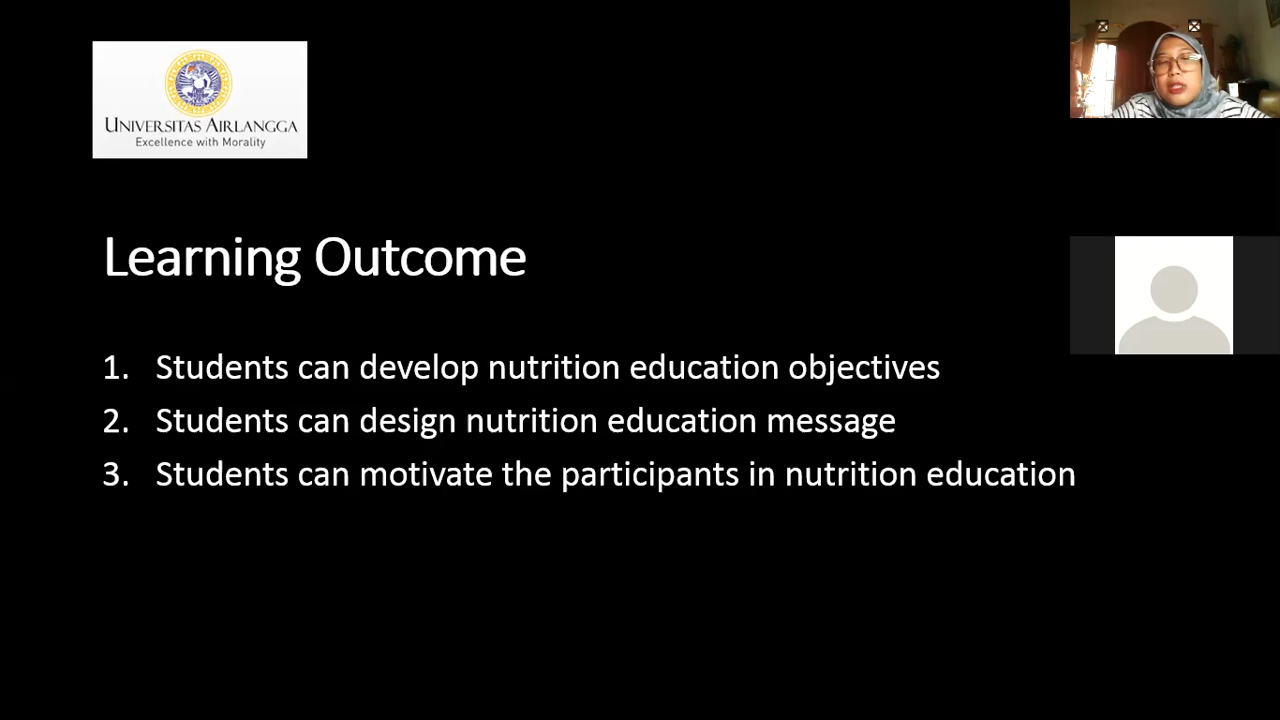 UNIVERSITAS AIRLANGGA
Excellence with Morality
Learning Outcome
1. Students can develop nutrition education objectives
2. Students can design nutrition education message
3. Students can motivate the participants in nutrition education